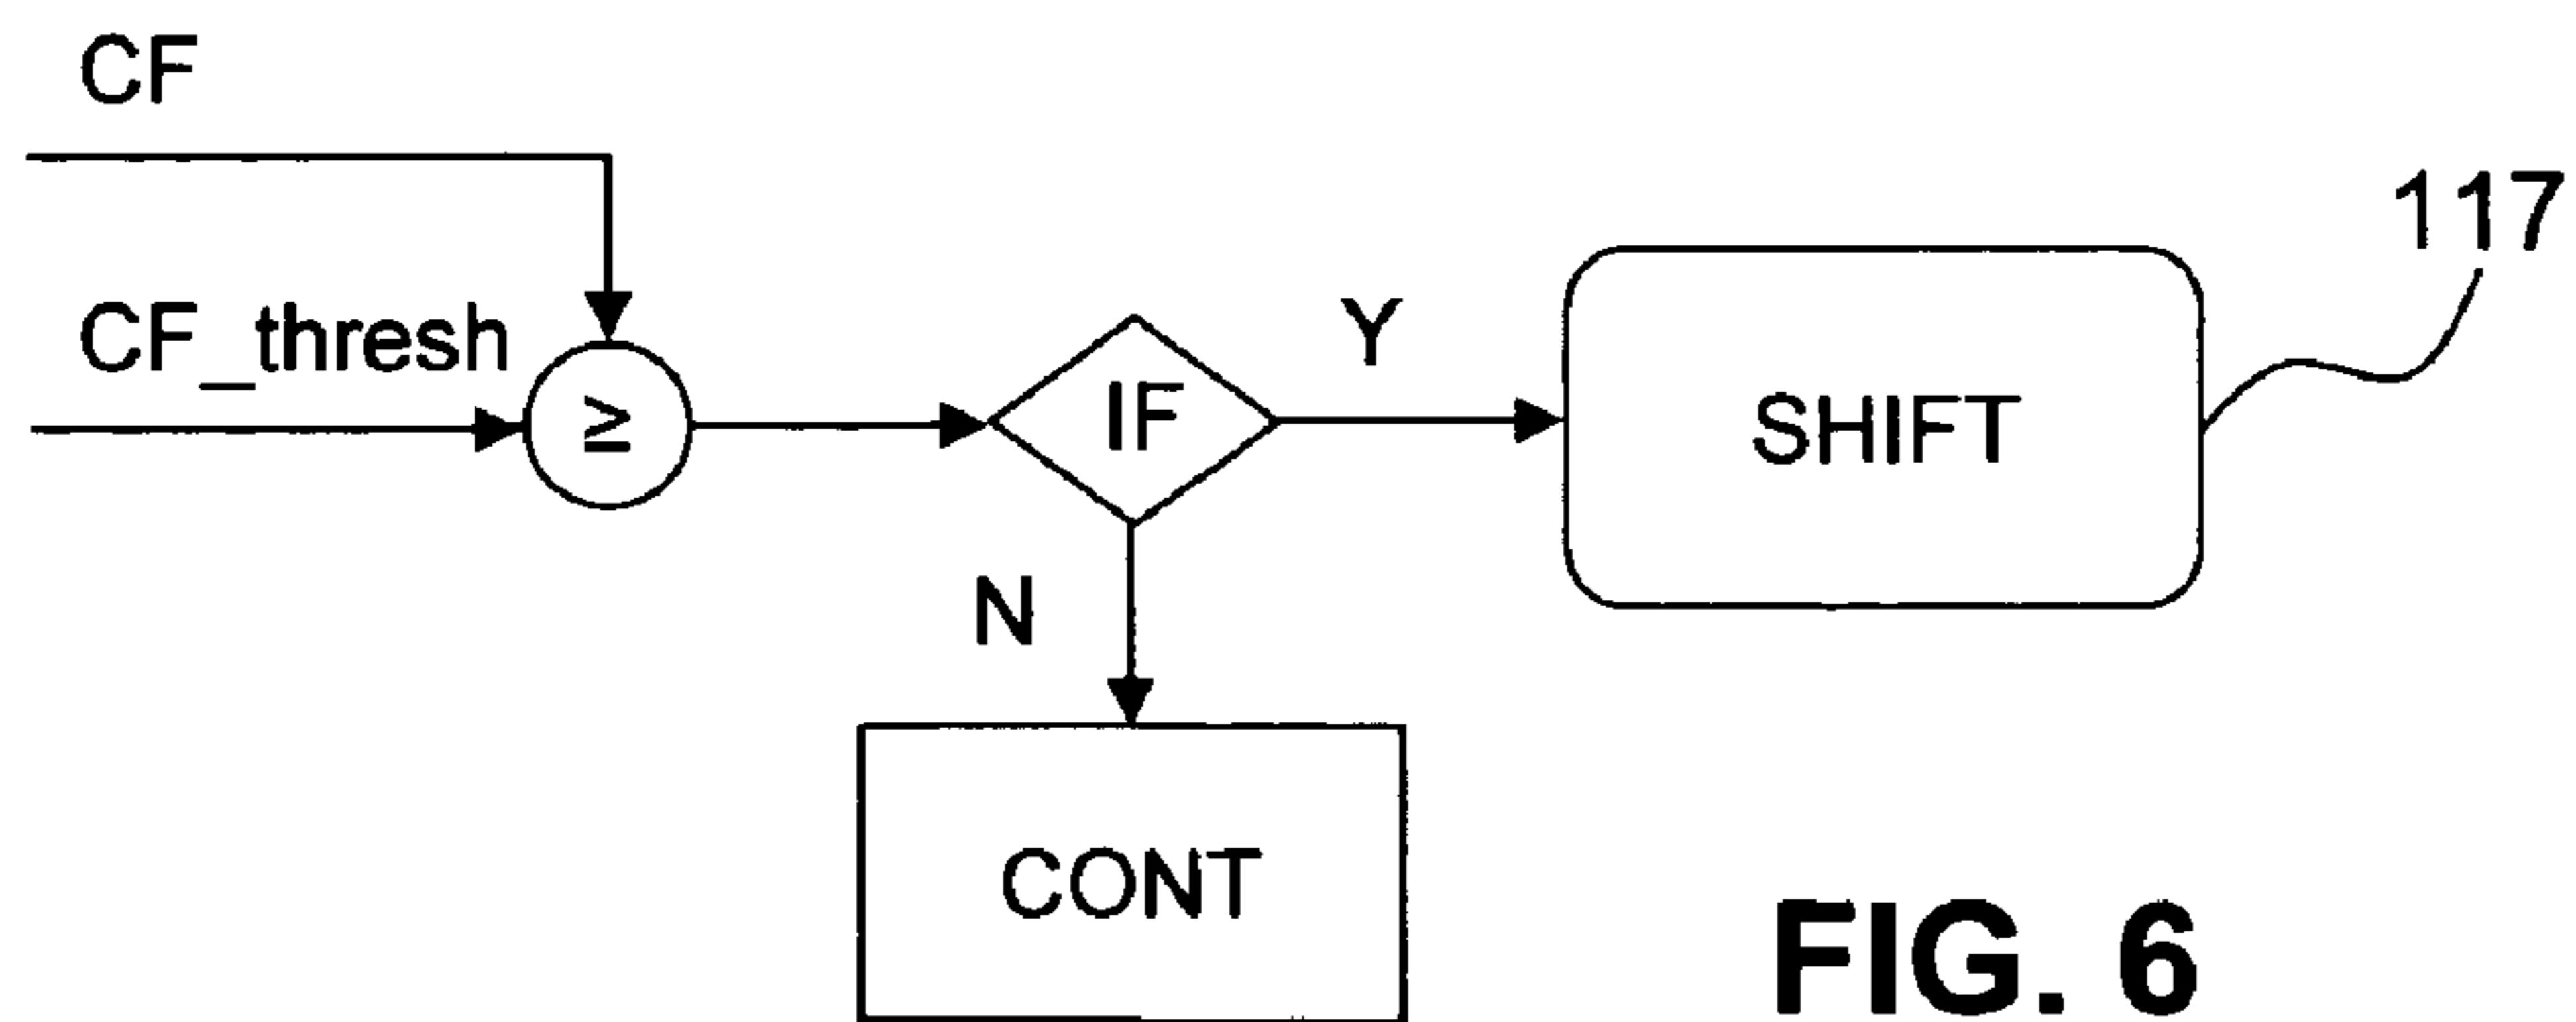 CF
117
CF_thresh
≥
IF
Y
SHIFT
N
CONT
FIG. 6